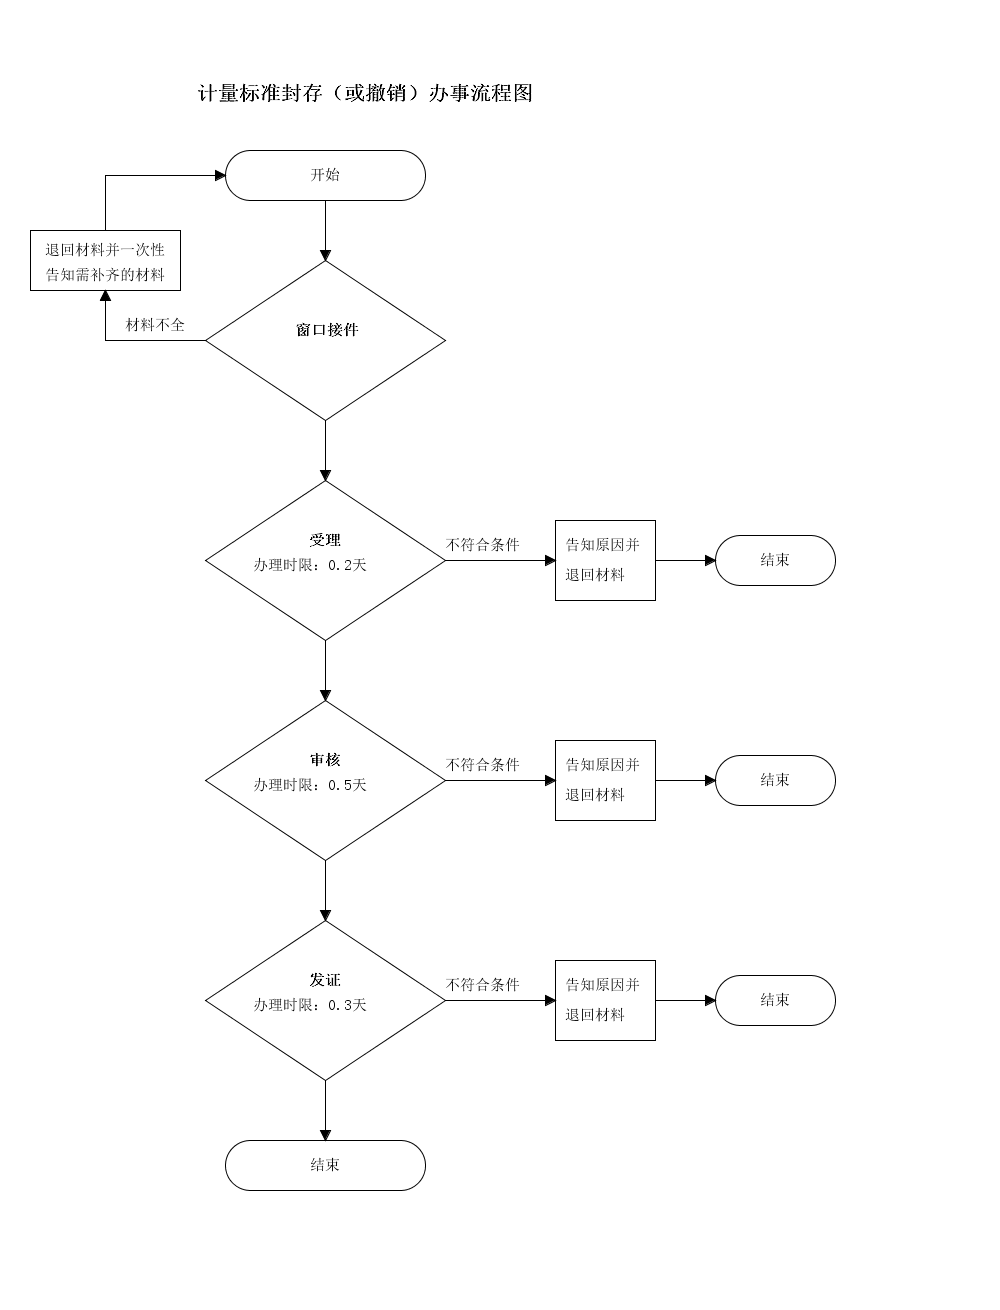 计量标准封存（或撤销）办事流程图
开始
退回材料并一次性
告知需补齐的材料
材料不全
窗口接件
受理
办理时限：0.2天
不符合条件
告知原因并
退回材料
结束
审核
办理时限：0.5天
不符合条件
告知原因并
退回材料
结束
发证
办理时限：0.3天
不符合条件
告知原因并
退回材料
结束
结束